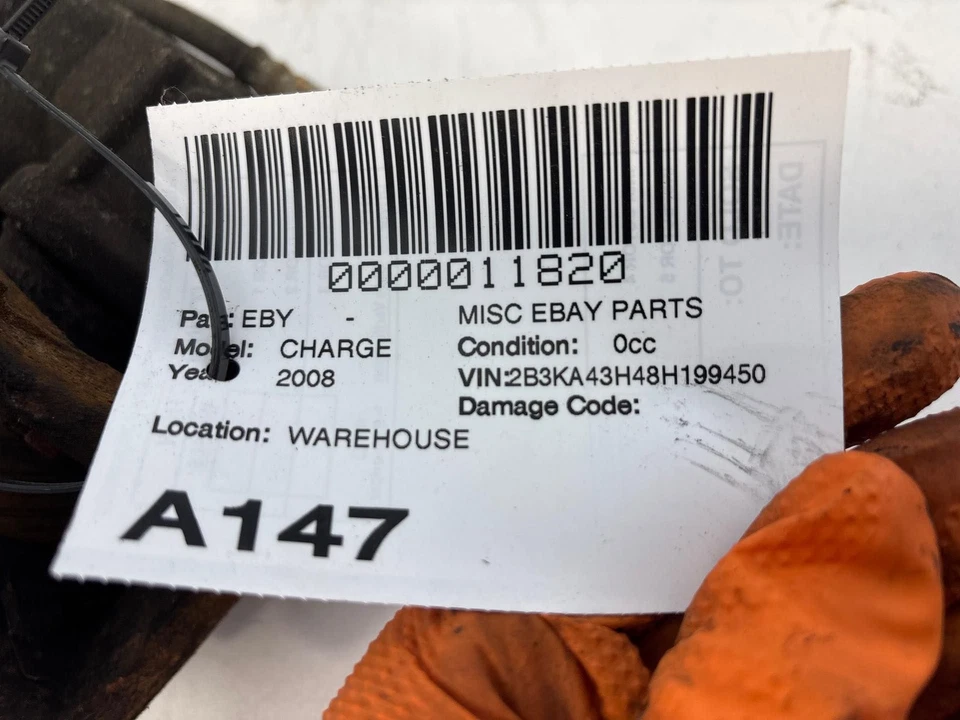 0000011820
Part: EBY - MISC EBAY PARTS
Model: CHARGE Condition: 0cc
Year 2008 VIN:2B3KA43H48H199450
Damage Code:
Location: WAREHOUSE
A147
DATE: